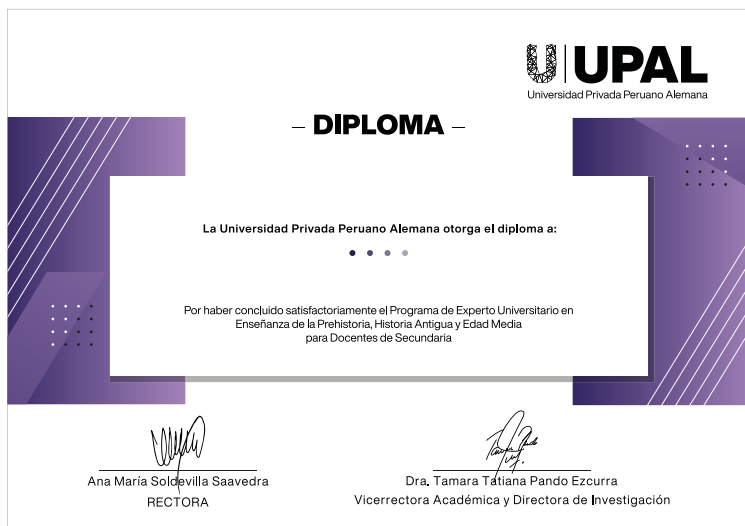 UPAL
Universidad Privada Peruano Alemana
– DIPLOMA –
La Universidad Privada Peruano Alemana otorga el diploma a:
Por haber concluido satisfactoriamente el Programa de Experto Universitario en
Enseñanza de la Prehistoria, Historia Antigua y Edad Media
para Docentes de Secundaria
Ana María Soldevilla Saavedra
RECTORA
Dra. Tamara Tatiana Pando Ezcurra
Vicerrectora Académica y Directora de Investigación